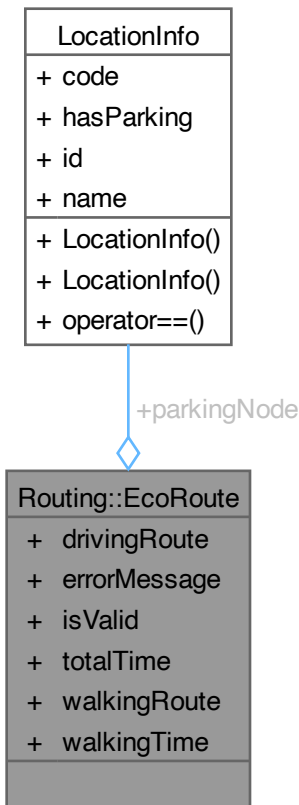 LocationInfo
+ code
+ hasParking
+ id
+ name
+ LocationInfo()
+ LocationInfo()
+ operator==()
+parkingNode
Routing::EcoRoute
+ drivingRoute
+ errorMessage
+ isValid
+ totalTime
+ walkingRoute
+ walkingTime